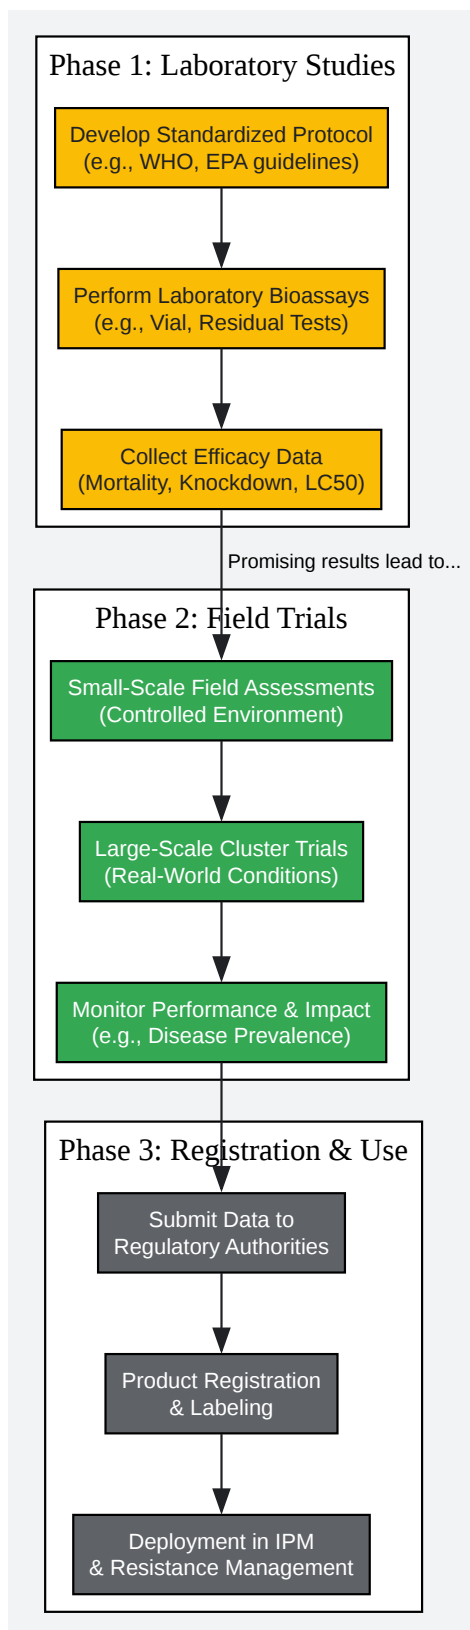 Phase 1: Laboratory Studies
Develop Standardized Protocol
(e.g., WHO, EPA guidelines)
Perform Laboratory Bioassays
(e.g., Vial, Residual Tests)
Collect Efficacy Data
(Mortality, Knockdown, LC50)
Promising results lead to...
Phase 2: Field Trials
Small-Scale Field Assessments
(Controlled Environment)
Large-Scale Cluster Trials
(Real-World Conditions)
Monitor Performance & Impact
(e.g., Disease Prevalence)
Phase 3: Registration & Use
Submit Data to
Regulatory Authorities
Product Registration
& Labeling
Deployment in IPM
& Resistance Management